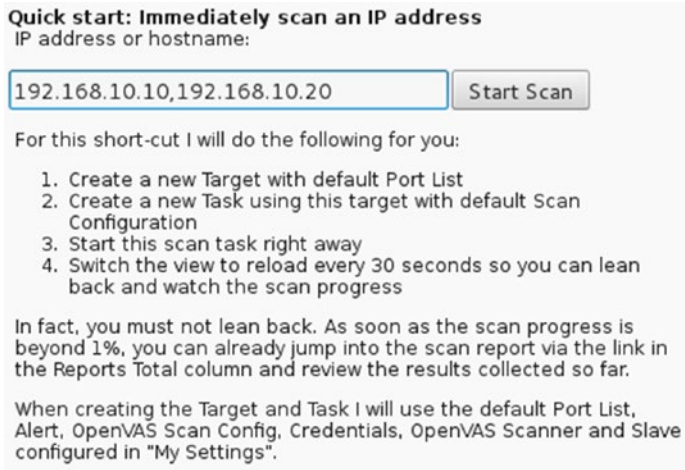 Quick start: Immediately scan an IP address
IP address or hostname:
192.168.10.10,192.168.10.20 Start Scan
For this short-cut I will do the following for you:
1. Create a new Target with default Port List
2. Create a new Task using this target with default Scan
Configuration
3. Start this scan task right away
4. Switch the view to reload every 30 seconds so you can lean
back and watch the scan progress
In fact, you must not lean back. As soon as the scan progress is
beyond 1%, you can already jump into the scan report via the link in
the Reports Total column and review the results collected so far.
When creating the Target and Task I will use the default Port List,
Alert, OpenVAS Scan Config, Credentials, OpenVAS Scanner and Slave
configured in "My Settings".